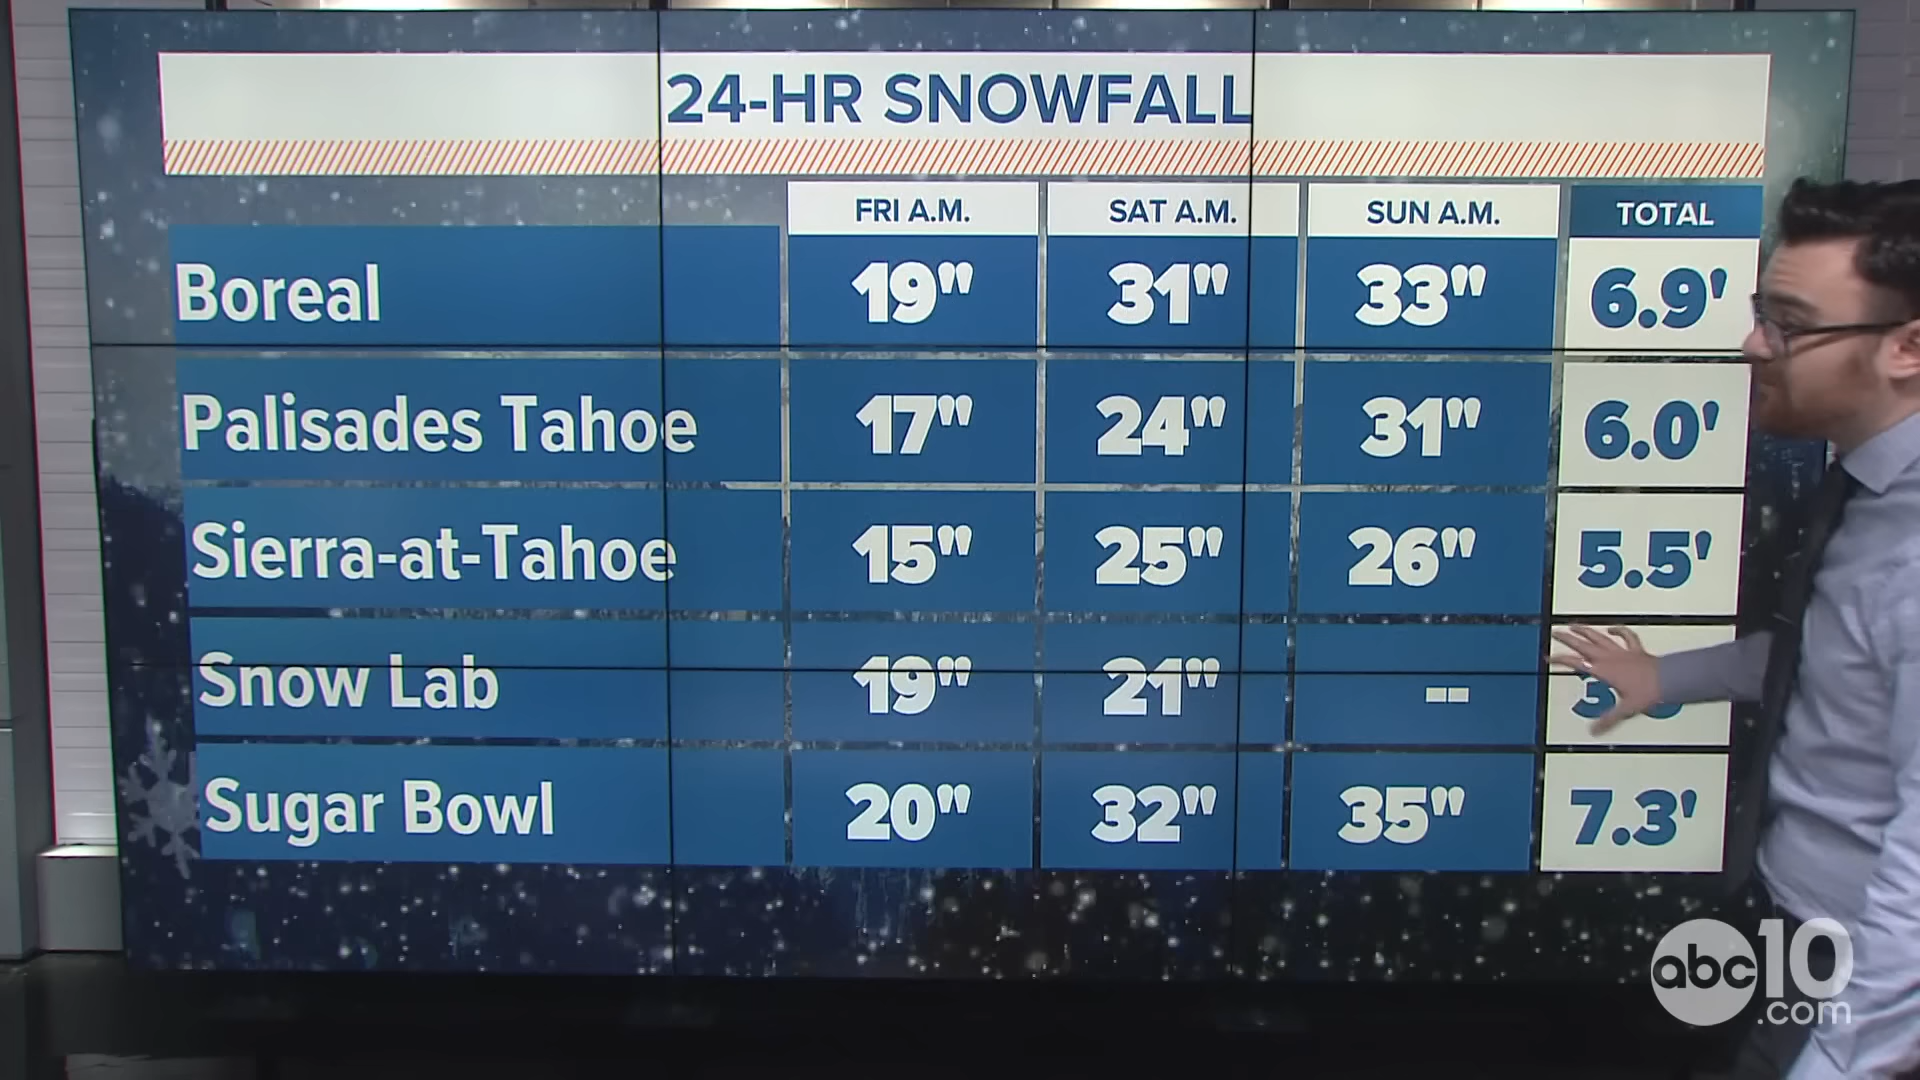 24-HR SNOWFALL
FRI A.M. SAT A.M. SUN A.M. TOTAL
Boreal 19" 31" 33" 6.9'
Palisades Tahoe 17" 24" 31" 6.0'
Sierra-at-Tahoe 15" 25" 26" 5.5'
Snow Lab 19" 21" --
Sugar Bowl 20" 32" 35" 7.3'
abc10
.com